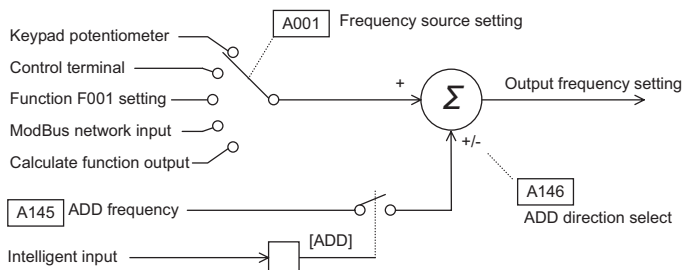 A001 Frequency source setting
Keypad potentiometer
Control terminal
Function F001 setting
ModBus network input
Calculate function output
+
Σ
Output frequency setting
+/-
A146
ADD direction select
A145 ADD frequency
[ADD]
Intelligent input